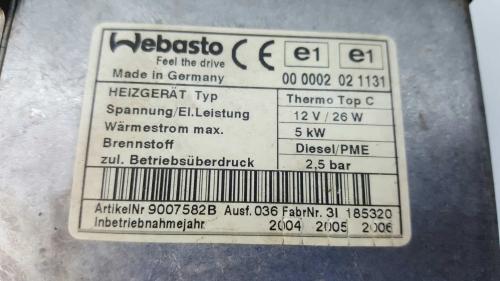 Webasto
Feel the drive
Made in Germany
CE e1 e1
00 0002 02 1131
HEIZGERÄT Typ Thermo Top C
Spannung/El.Leistung 12 V / 26 W
Wärmestrom max. 5 kW
Brennstoff Diesel/PME
zul. Betriebsüberdruck 2,5 bar
ArtikelNr 9007582B Ausf. 036 FabrNr. 3I 185320
Inbetriebnahmejahr 2004 2005 2006